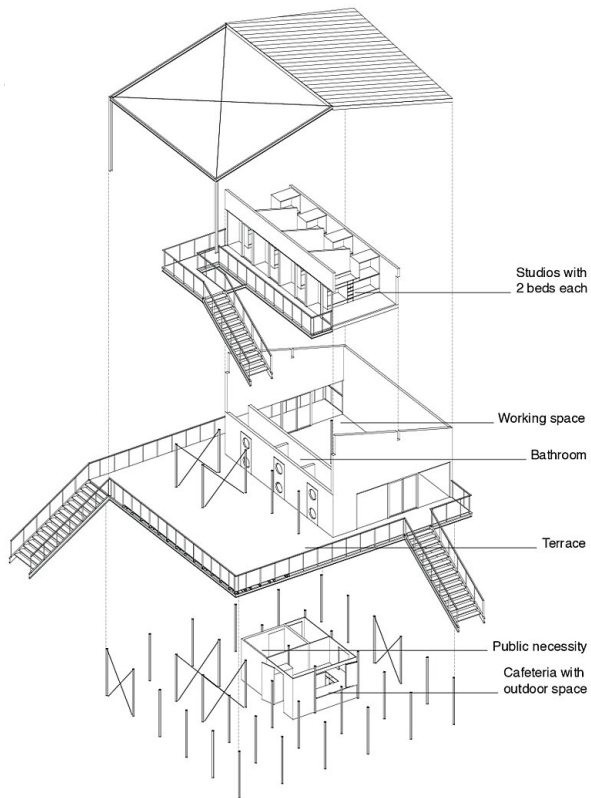 Studios with
2 beds each
Working space
Bathroom
Terrace
Public necessity
Cafeteria with
outdoor space